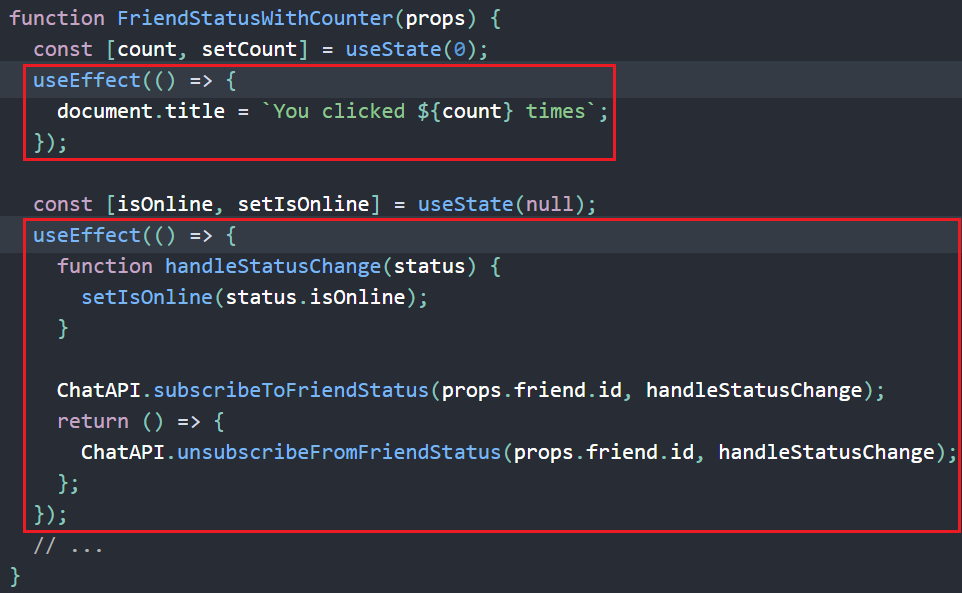 function FriendStatusWithCounter(props) {
  const [count, setCount] = useState(0);
  useEffect(() => {
    document.title = `You clicked ${count} times`;
  });

  const [isOnline, setIsOnline] = useState(null);
  useEffect(() => {
    function handleStatusChange(status) {
      setIsOnline(status.isOnline);
    }

    ChatAPI.subscribeToFriendStatus(props.friend.id, handleStatusChange);
    return () => {
      ChatAPI.unsubscribeFromFriendStatus(props.friend.id, handleStatusChange);
    };
  });
  // ...
}